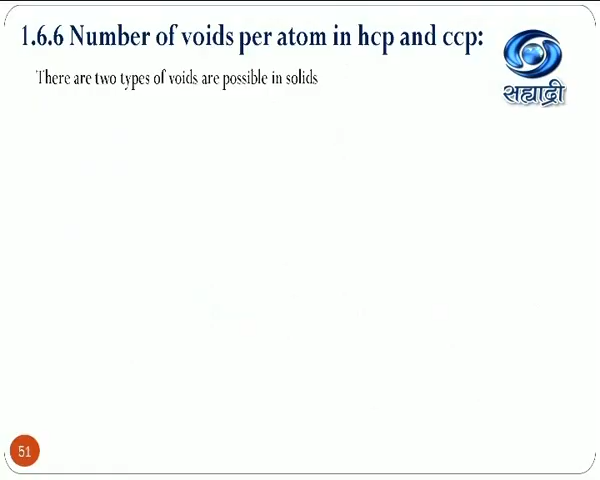 1.6.6 Number of voids per atom in hcp and ccp:
There are two types of voids are possible in solids
सह्याद्री
51